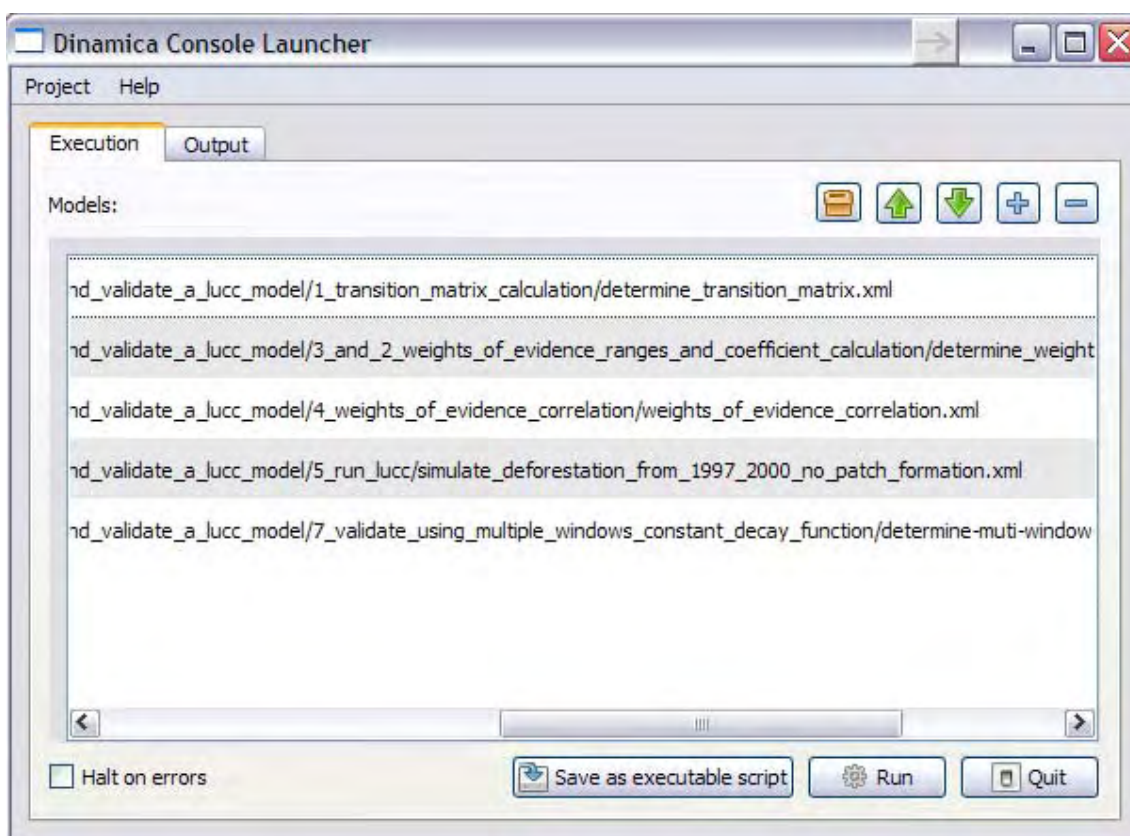 Dinamica Console Launcher
Project Help
Execution Output
Models:
nd_validate_a_lucc_model/1_transition_matrix_calculation/determine_transition_matrix.xml
nd_validate_a_lucc_model/3_and_2_weights_of_evidence_ranges_and_coefficient_calculation/determine_weight
nd_validate_a_lucc_model/4_weights_of_evidence_correlation/weights_of_evidence_correlation.xml
nd_validate_a_lucc_model/5_run_lucc/simulate_deforestation_from_1997_2000_no_patch_formation.xml
nd_validate_a_lucc_model/7_validate_using_multiple_windows_constant_decay_function/determine-muti-window
Halt on errors Save as executable script Run Quit